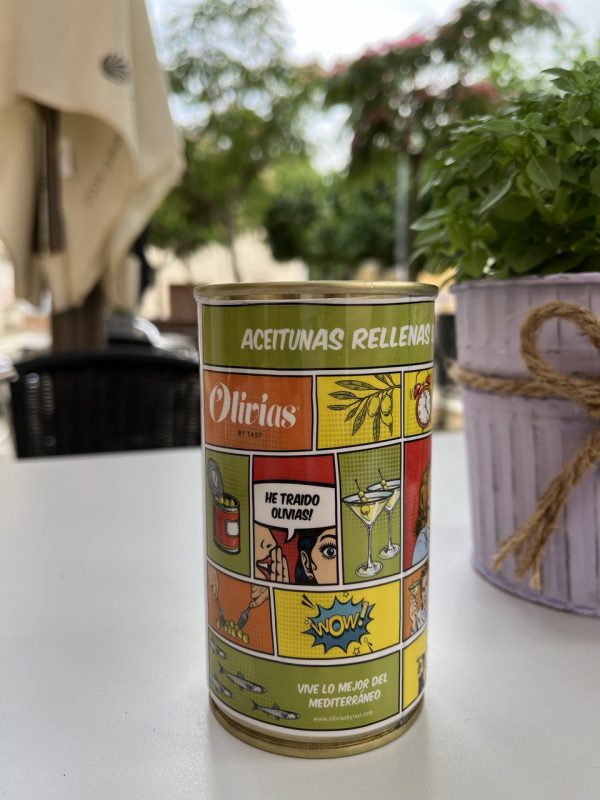 ACEITUNAS RELLENAS
Olivias
BY TAST
HE TRAIDO
OLIVIAS!
WOW!
VIVE LO MEJOR DEL
MEDITERRÁNEO
www.oliviasbytast.com